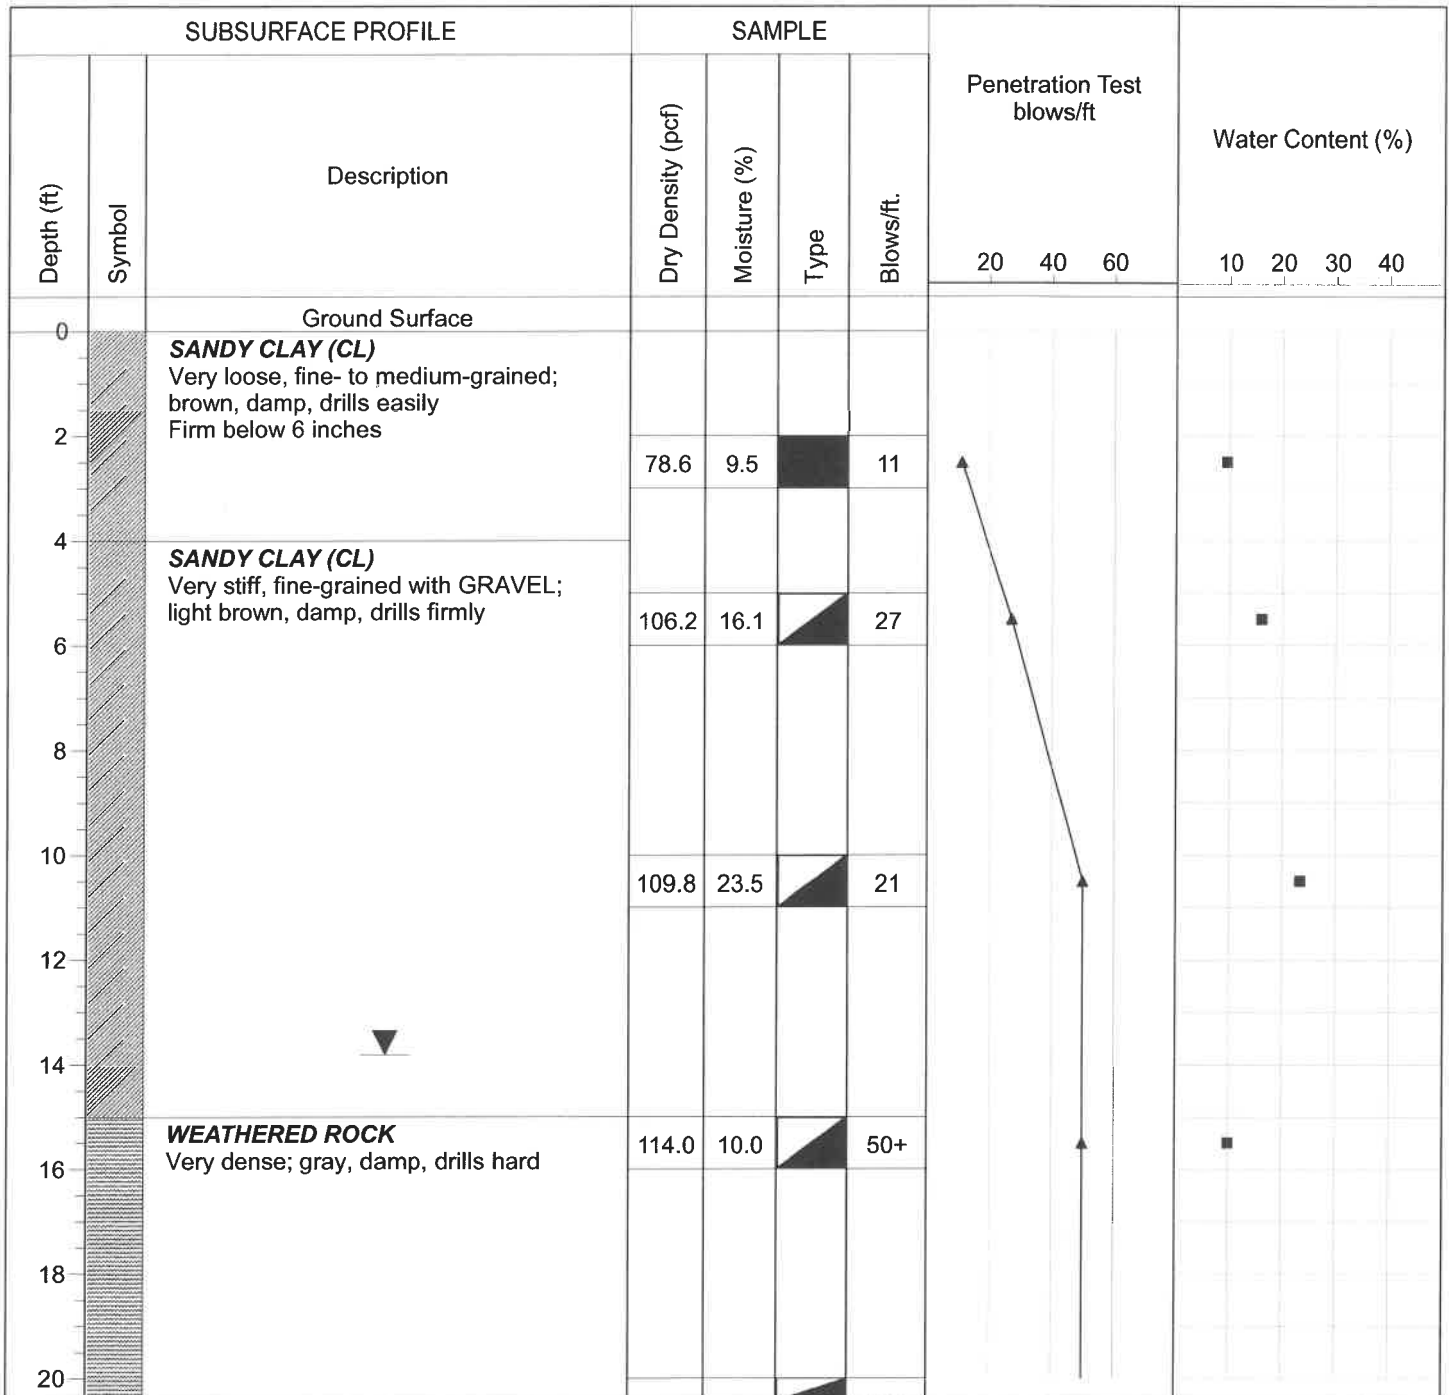 SUBSURFACE PROFILE
SAMPLE
Depth (ft)
Symbol
Description
Dry Density (pcf)
Moisture (%)
Type
Blows/ft.
Penetration Test
blows/ft
20 40 60
Water Content (%)
10 20 30 40
Ground Surface
0
SANDY CLAY (CL)
Very loose, fine- to medium-grained;
brown, damp, drills easily
Firm below 6 inches
2
78.6 9.5 11
4
SANDY CLAY (CL)
Very stiff, fine-grained with GRAVEL;
light brown, damp, drills firmly
106.2 16.1 27
6
8
10
109.8 23.5 21
12
14
WEATHERED ROCK
Very dense; gray, damp, drills hard
114.0 10.0 50+
16
18
20